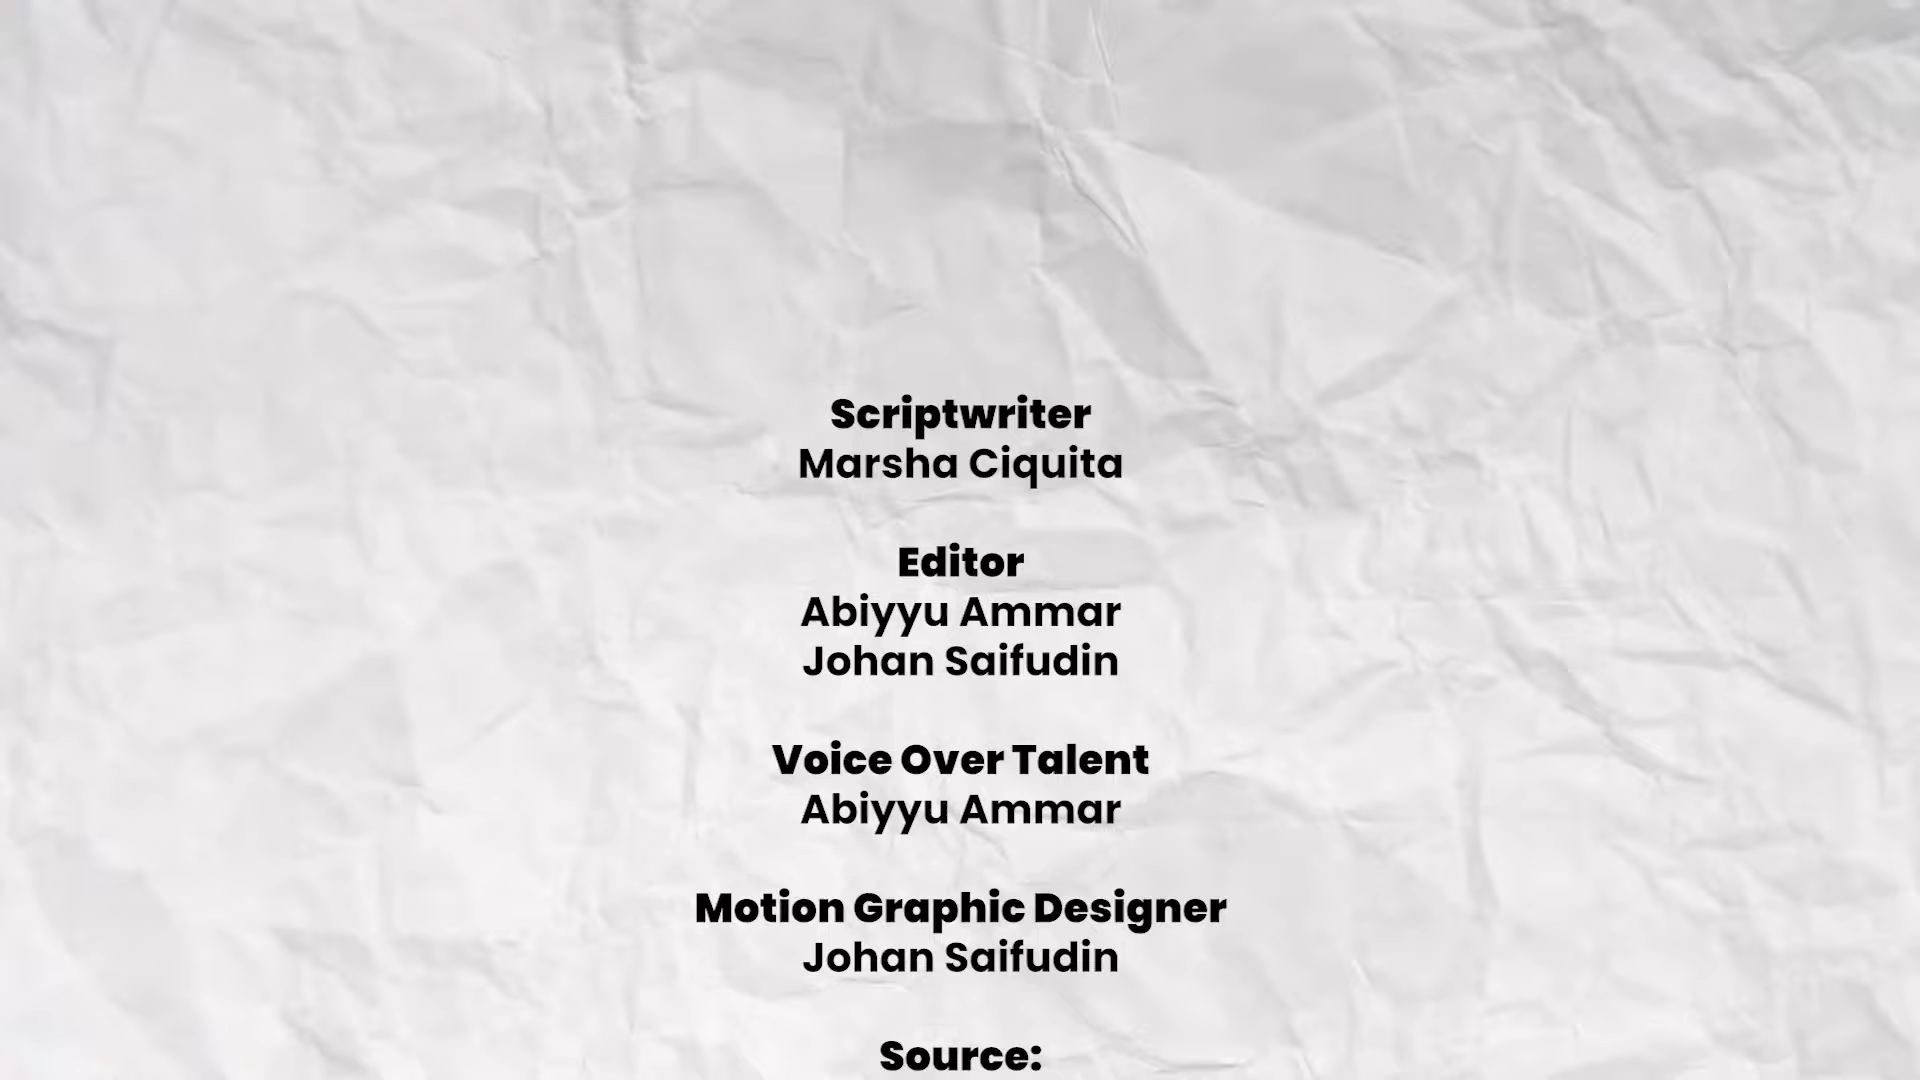 Scriptwriter
Marsha Ciquita
Editor
Abiyyu Ammar
Johan Saifudin
Voice Over Talent
Abiyyu Ammar
Motion Graphic Designer
Johan Saifudin
Source: